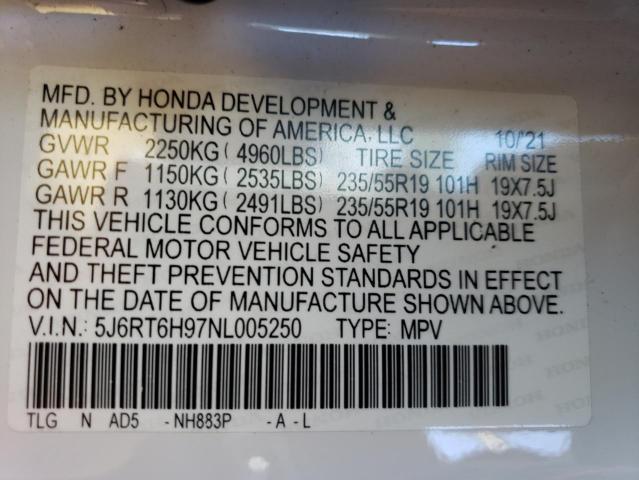 MFD. BY HONDA DEVELOPMENT &
MANUFACTURING OF AMERICA, LLC 10/'21
GVWR 2250KG ( 4960LBS) TIRE SIZE RIM SIZE
GAWR F 1150KG ( 2535LBS) 235/55R19 101H 19X7.5J
GAWR R 1130KG ( 2491LBS) 235/55R19 101H 19X7.5J
THIS VEHICLE CONFORMS TO ALL APPLICABLE
FEDERAL MOTOR VEHICLE SAFETY
AND THEFT PREVENTION STANDARDS IN EFFECT
ON THE DATE OF MANUFACTURE SHOWN ABOVE.
V.I.N.: 5J6RT6H97NL005250 TYPE: MPV
TLG N AD5 - NH883P - A - L